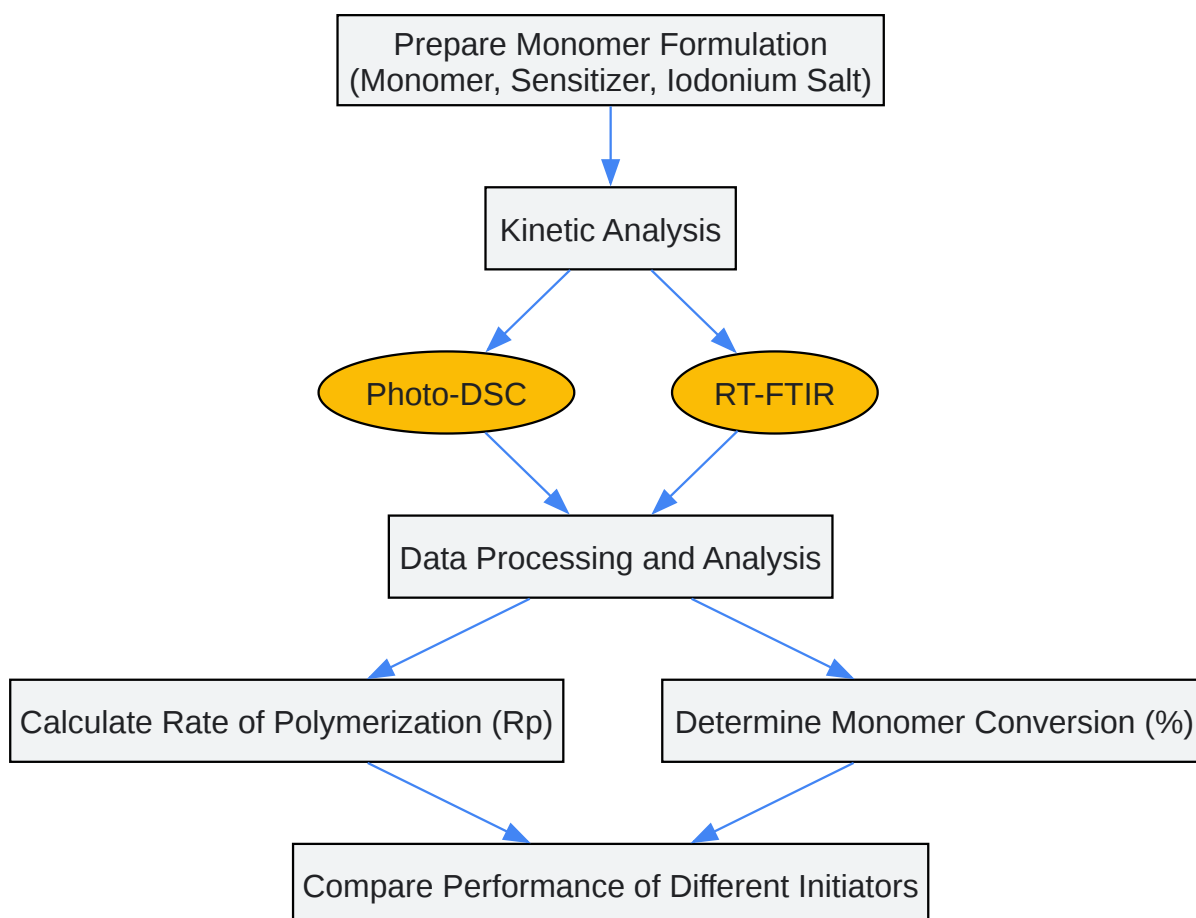 Prepare Monomer Formulation
(Monomer, Sensitizer, Iodonium Salt)
Kinetic Analysis
Photo-DSC
RT-FTIR
Data Processing and Analysis
Calculate Rate of Polymerization (Rp)
Determine Monomer Conversion (%)
Compare Performance of Different Initiators